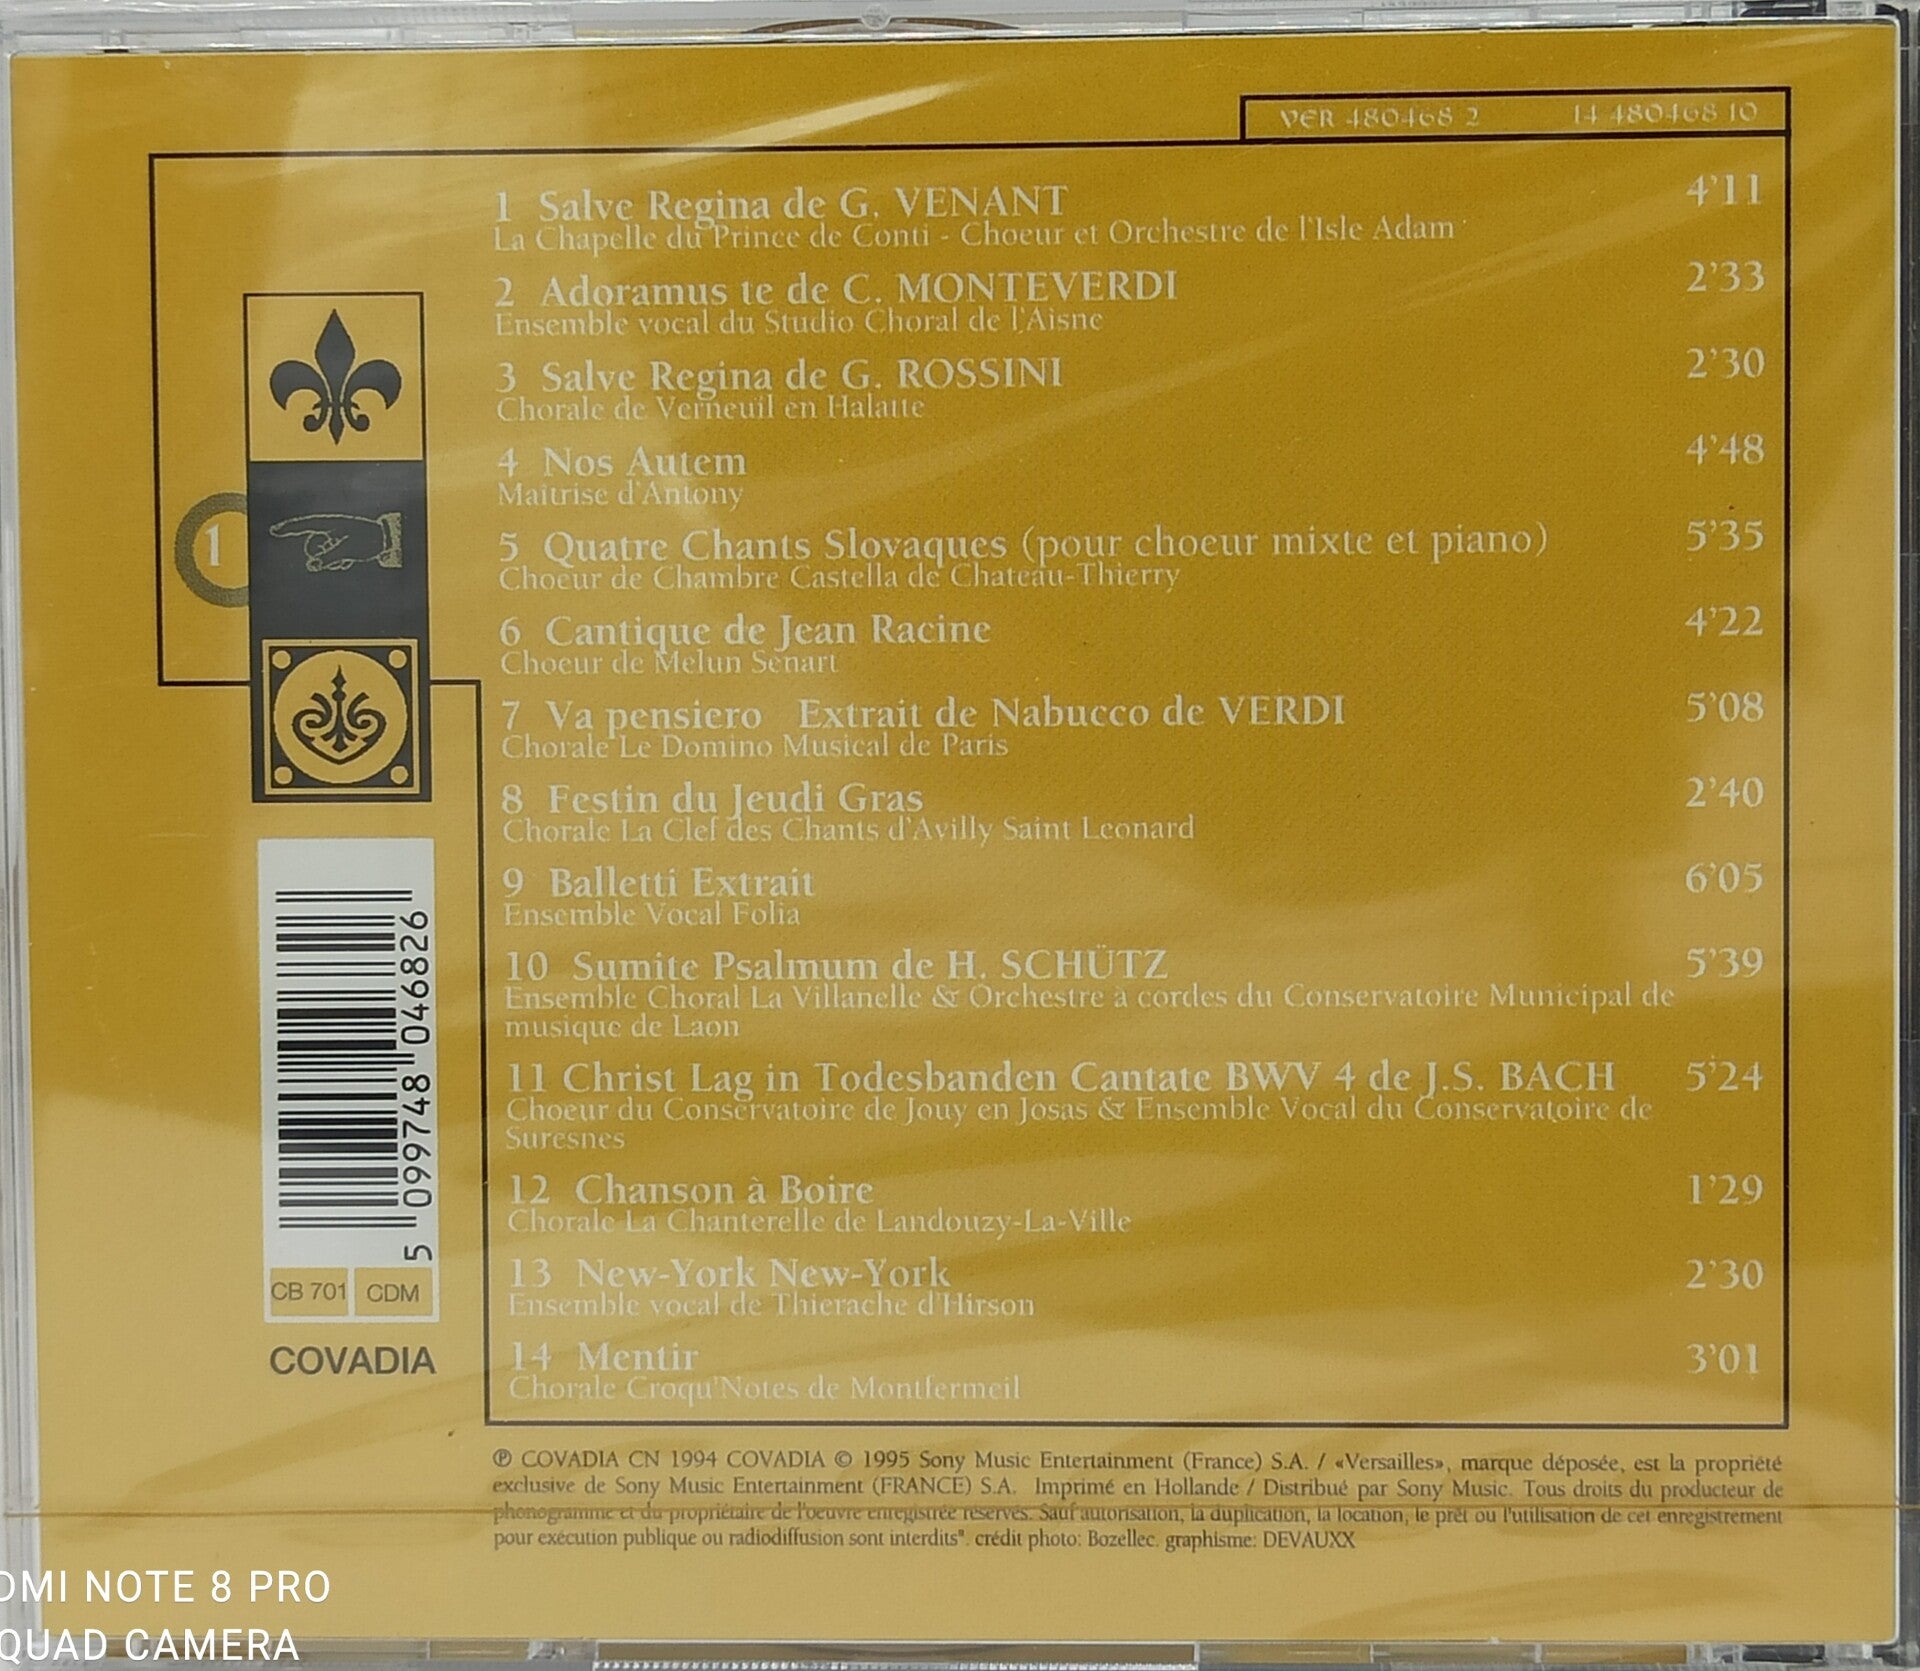 VER 480468 2 14 480468 10
1 Salve Regina de G. VENANT 4'11
La Chapelle du Prince de Conti - Choeur et Orchestre de l'Isle Adam
2 Adoramus te de C. MONTEVERDI 2'33
Ensemble vocal du Studio Choral de l'Aisne
3 Salve Regina de G. ROSSINI 2'30
Chorale de Verneuil en Halatte
4 Nos Autem 4'48
Maîtrise d'Antony
5 Quatre Chants Slovaques (pour choeur mixte et piano) 5'35
Choeur de Chambre Castella de Chateau-Thierry
6 Cantique de Jean Racine 4'22
Choeur de Melun Sénart
7 Va pensiero Extrait de Nabucco de VERDI 5'08
Chorale Le Domino Musical de Paris
8 Festin du Jeudi Gras 2'40
Chorale La Clef des Chants d'Avilly Saint Leonard
9 Balletti Extrait 6'05
Ensemble Vocal Folia
10 Sumite Psalmum de H. SCHÜTZ 5'39
Ensemble Choral La Villanelle & Orchestre à cordes du Conservatoire Municipal de
musique de Laon
11 Christ Lag in Todesbanden Cantate BWV 4 de J.S. BACH 5'24
Choeur du Conservatoire de Jouy en Josas & Ensemble Vocal du Conservatoire de
Suresnes
12 Chanson à Boire 1'29
Chorale La Chanterelle de Landouzy-La-Ville
13 New-York New-York 2'30
Ensemble vocal de Thierache d'Hirson
14 Mentir 3'01
Chorale Croqu'Notes de Montfermeil
1
5 099748 046826
CB 701 CDM
COVADIA
℗ COVADIA CN 1994 COVADIA © 1995 Sony Music Entertainment (France) S.A. / «Versailles», marque déposée, est la propriété
exclusive de Sony Music Entertainment (FRANCE) S.A. Imprimé en Hollande / Distribué par Sony Music. Tous droits du producteur de
phonogramme et du propriétaire de l'oeuvre enregistrée réservés. Sauf autorisation, la duplication, la location, le prêt ou l'utilisation de cet enregistrement
pour exécution publique ou radiodiffusion sont interdits". crédit photo: Bozellec. graphisme: DEVAUXX
DMI NOTE 8 PRO
QUAD CAMERA